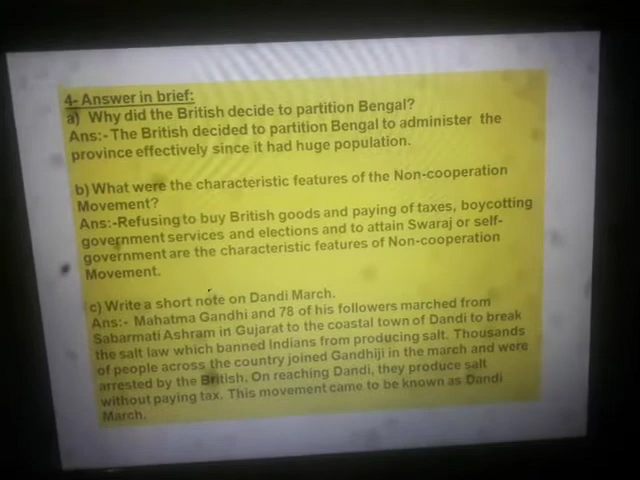 4- Answer in brief:
a) Why did the British decide to partition Bengal?
Ans:- The British decided to partition Bengal to administer the
province effectively since it had huge population.
b) What were the characteristic features of the Non-cooperation
Movement?
Ans:-Refusing to buy British goods and paying of taxes, boycotting
government services and elections and to attain Swaraj or self-
government are the characteristic features of Non-cooperation
Movement.
c) Write a short note on Dandi March.
Ans:- Mahatma Gandhi and 78 of his followers marched from
Sabarmati Ashram in Gujarat to the coastal town of Dandi to break
the salt law which banned Indians from producing salt. Thousands
of people across the country joined Gandhiji in the march and were
arrested by the British. On reaching Dandi, they produce salt
without paying tax. This movement came to be known as Dandi
March.